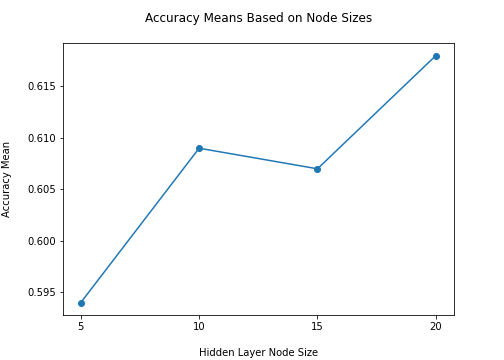 Accuracy Means Based on Node Sizes
Accuracy Mean
0.615
0.610
0.605
0.600
0.595
5 10 15 20
Hidden Layer Node Size